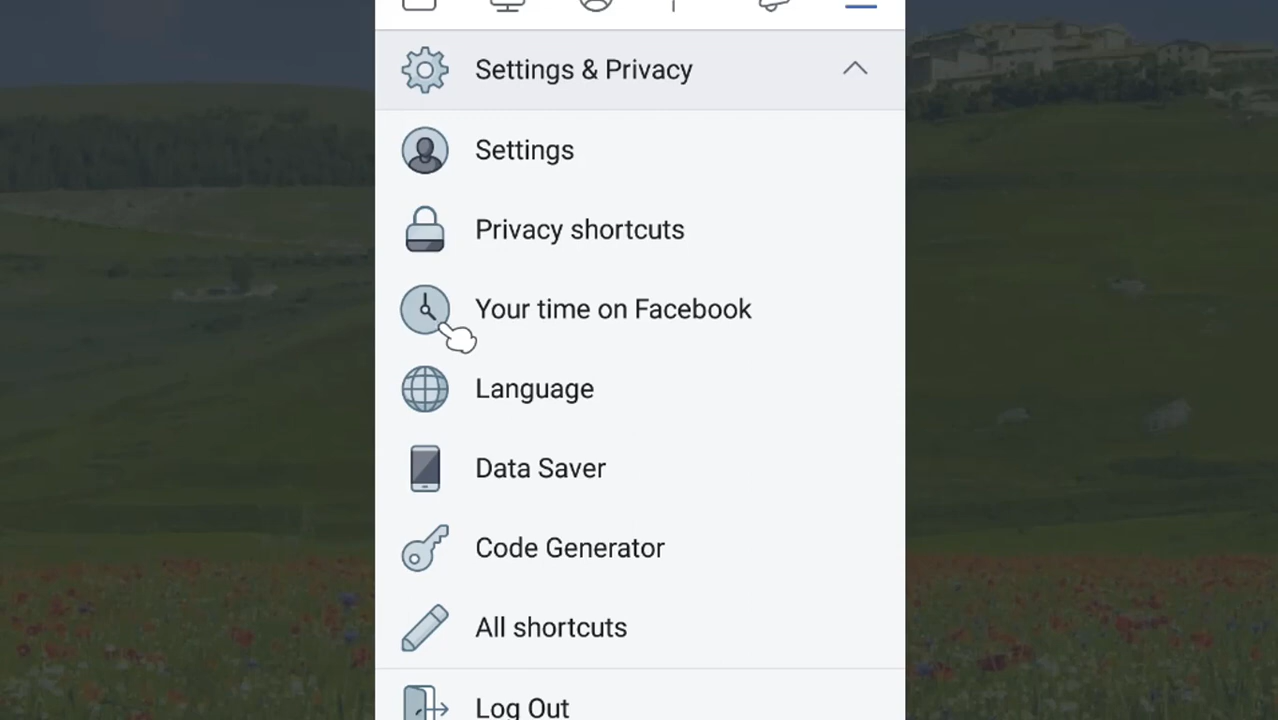 Settings & Privacy
Settings
Privacy shortcuts
Your time on Facebook
Language
Data Saver
Code Generator
All shortcuts
Log Out